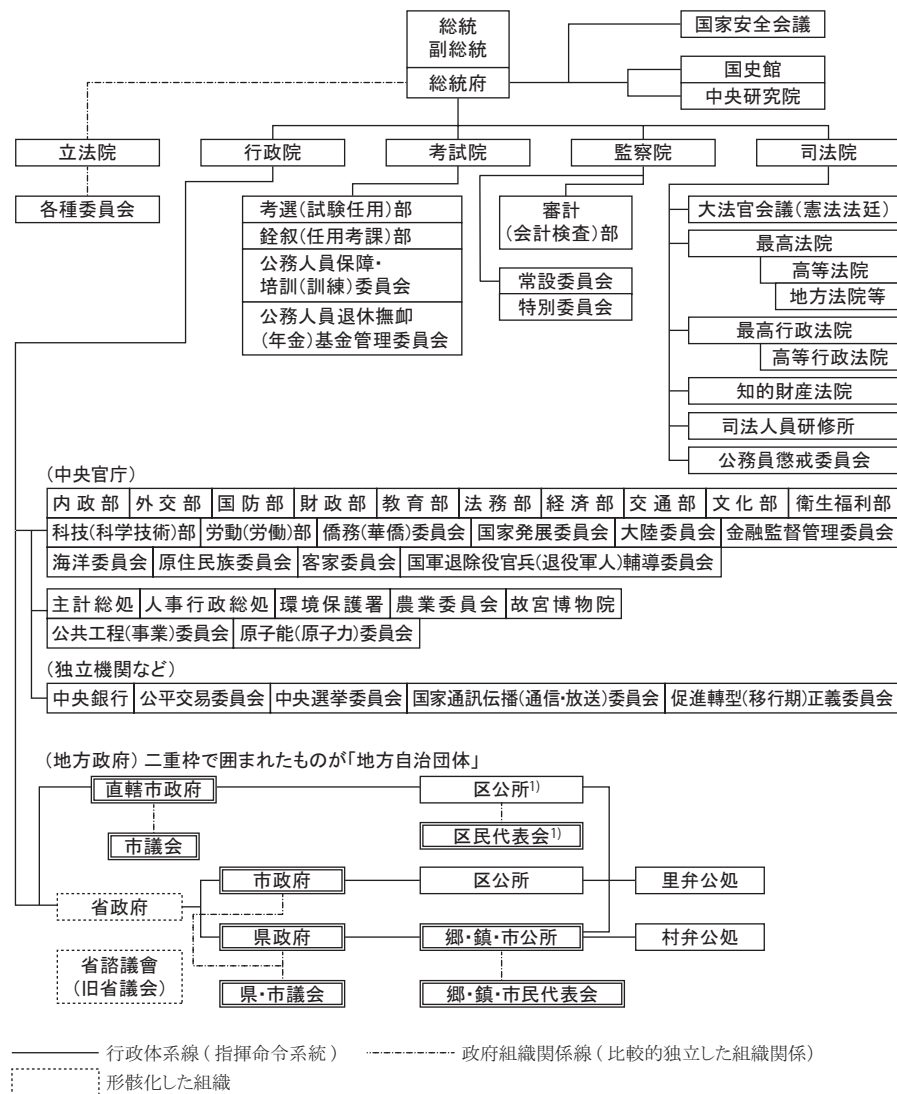 総統
副総統
総統府
国家安全会議
国史館
中央研究院
立法院
行政院
考試院
監察院
司法院
各種委員会
考選(試験任用)部
銓叙(任用考課)部
公務人員保障・
培訓(訓練)委員会
公務人員退休撫卹
(年金)基金管理委員会
審計
(会計検査)部
常設委員会
特別委員会
大法官会議(憲法法廷)
最高法院
高等法院
地方法院等
最高行政法院
高等行政法院
知的財産法院
司法人員研修所
公務員懲戒委員会
(中央官庁)
内政部 外交部 国防部 財政部 教育部 法務部 経済部 交通部 文化部 衛生福利部
科技(科学技術)部 労動(労働)部 僑務(華僑)委員会 国家発展委員会 大陸委員会 金融監督管理委員会
海洋委員会 原住民族委員会 客家委員会 国軍退除役官兵(退役軍人)輔導委員会
主計総処 人事行政総処 環境保護署 農業委員会 故宮博物院
公共工程(事業)委員会 原子能(原子力)委員会
(独立機関など)
中央銀行 公平交易委員会 中央選挙委員会 国家通訊伝播(通信・放送)委員会 促進轉型(移行期)正義委員会
(地方政府) 二重枠で囲まれたものが「地方自治団体」
直轄市政府
区公所1)
市議会
区民代表会1)
市政府
区公所
里弁公処
省政府
県政府
郷・鎮・市公所
村弁公処
省諮議會
(旧省議会)
県・市議会
郷・鎮・市民代表会
行政体系線(指揮命令系統)
政府組織関係線(比較的独立した組織関係)
形骸化した組織